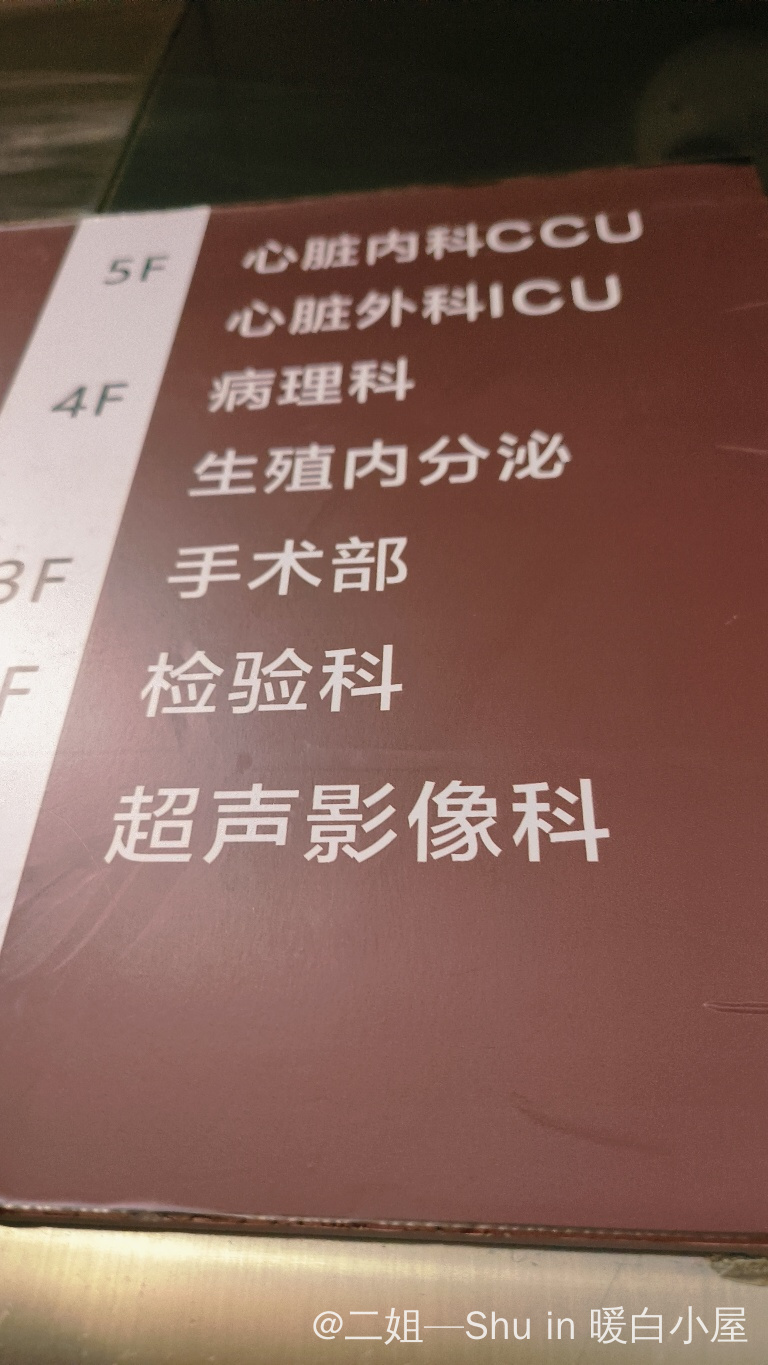 5F 心脏内科CCU
心脏外科ICU
4F 病理科
生殖内分泌
3F 手术部
F 检验科
超声影像科
@二姐—Shu in 暖白小屋